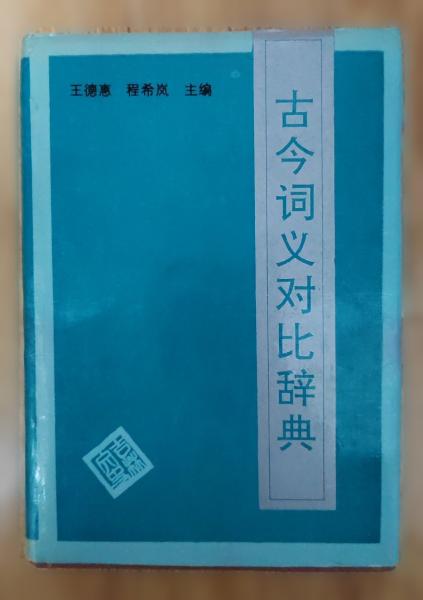 王德惠 程希岚 主编
古今词义对比辞典